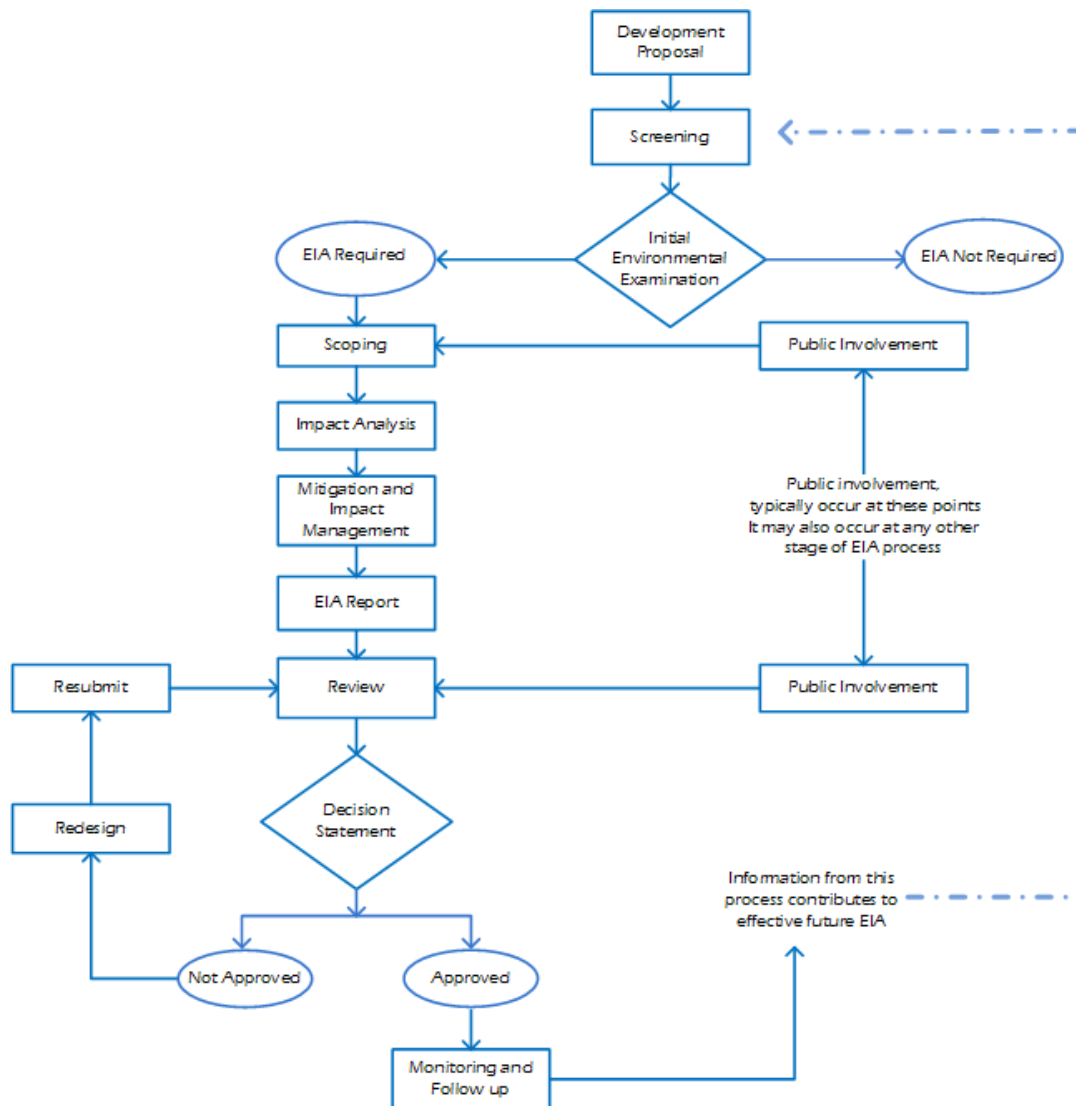 Development
Proposal
Screening
Initial
Environmental
Examination
EIA Required
EIA Not Required
Scoping
Public Involvement
Impact Analysis
Mitigation and
Impact
Management
Public involvement,
typically occur at these points
It may also occur at any other
stage of EIA process
EIA Report
Resubmit
Review
Public Involvement
Redesign
Decision
Statement
Information from this
process contributes to
effective future EIA
Not Approved
Approved
Monitoring and
Follow up